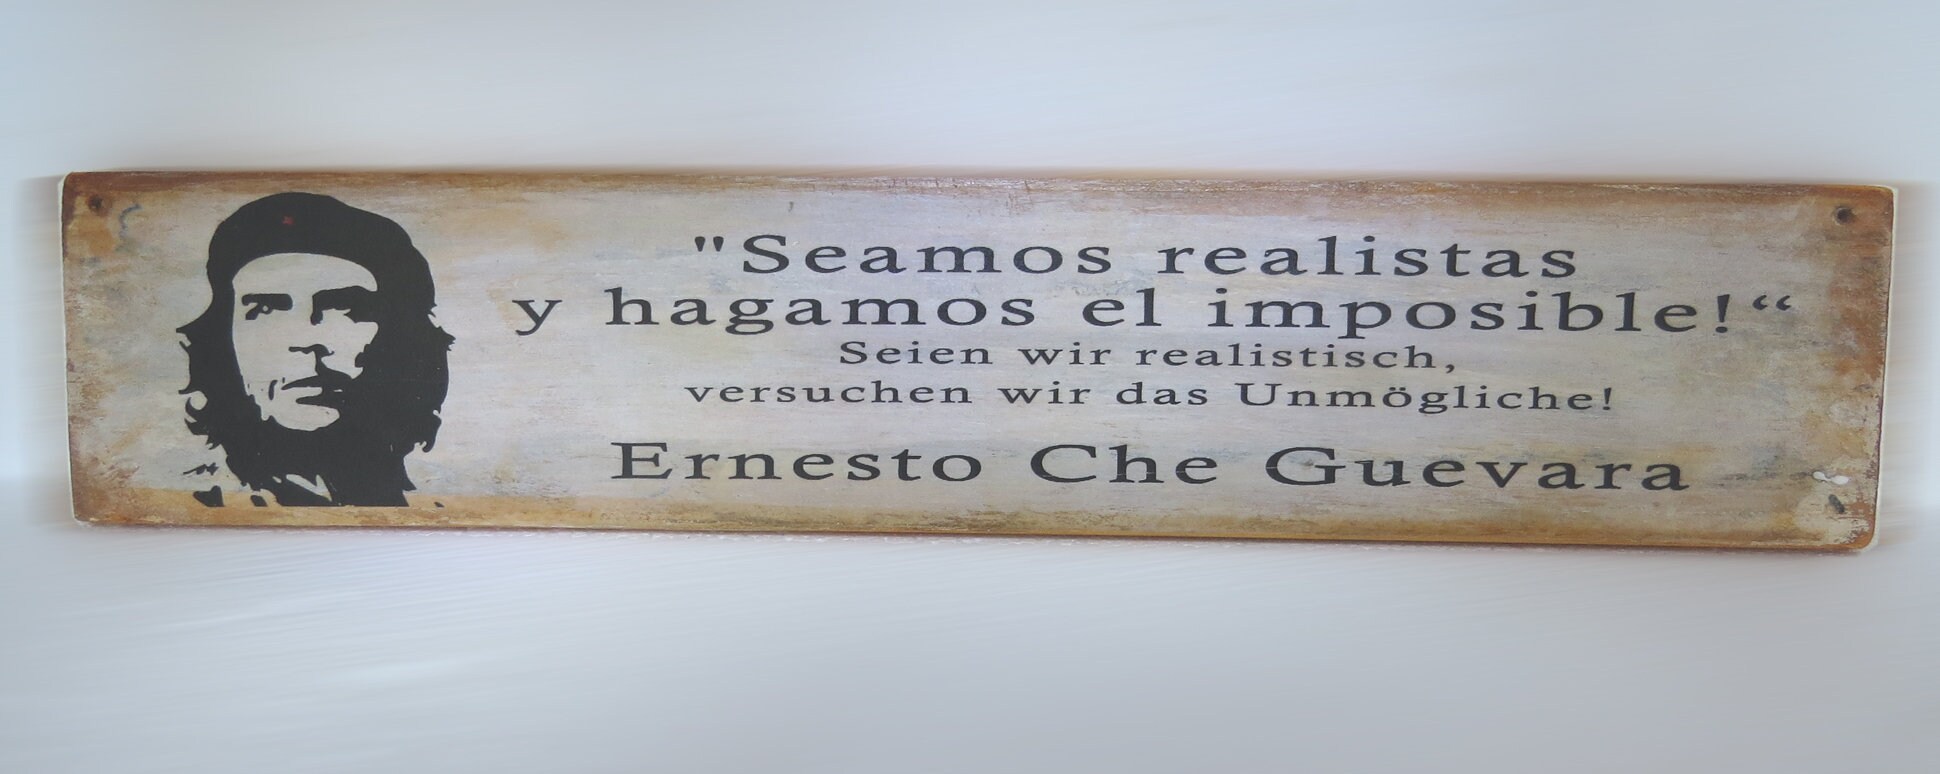 "Seamos realistas
y hagamos el imposible!“
Seien wir realistisch,
versuchen wir das Unmögliche!
Ernesto Che Guevara